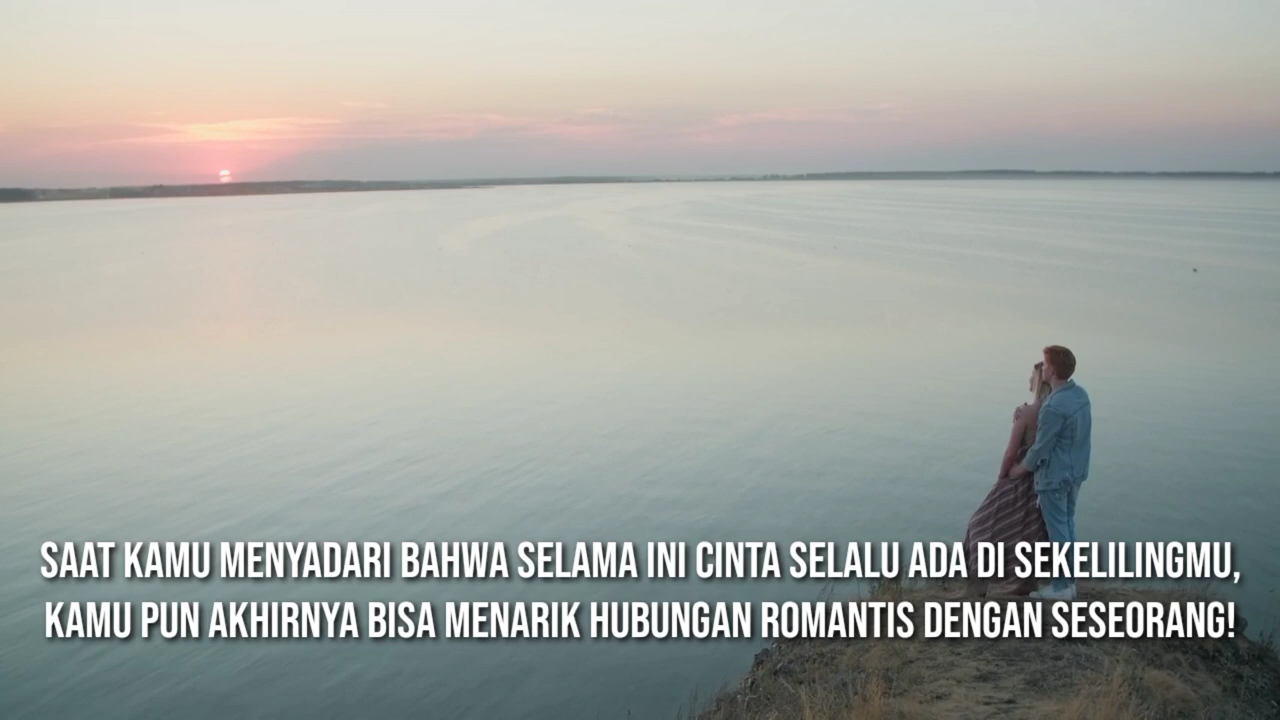 SAAT KAMU MENYADARI BAHWA SELAMA INI CINTA SELALU ADA DI SEKELILINGMU,
KAMU PUN AKHIRNYA BISA MENARIK HUBUNGAN ROMANTIS DENGAN SESEORANG!